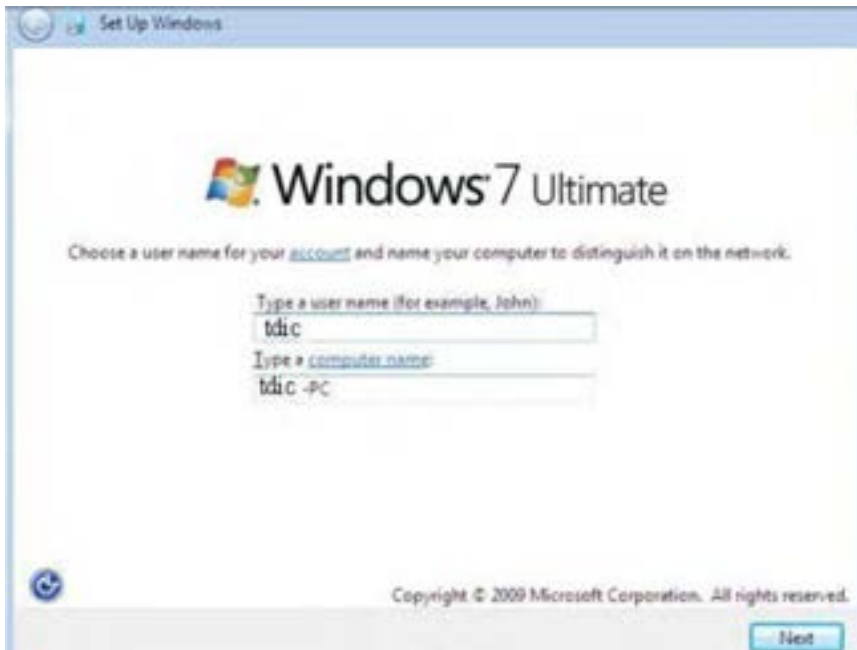 Set Up Windows
Windows 7 Ultimate
Choose a user name for your account and name your computer to distinguish it on the network.
Type a user name (for example, John):
tdic
Type a computer name:
tdic -PC
Copyright © 2009 Microsoft Corporation. All rights reserved.
Next